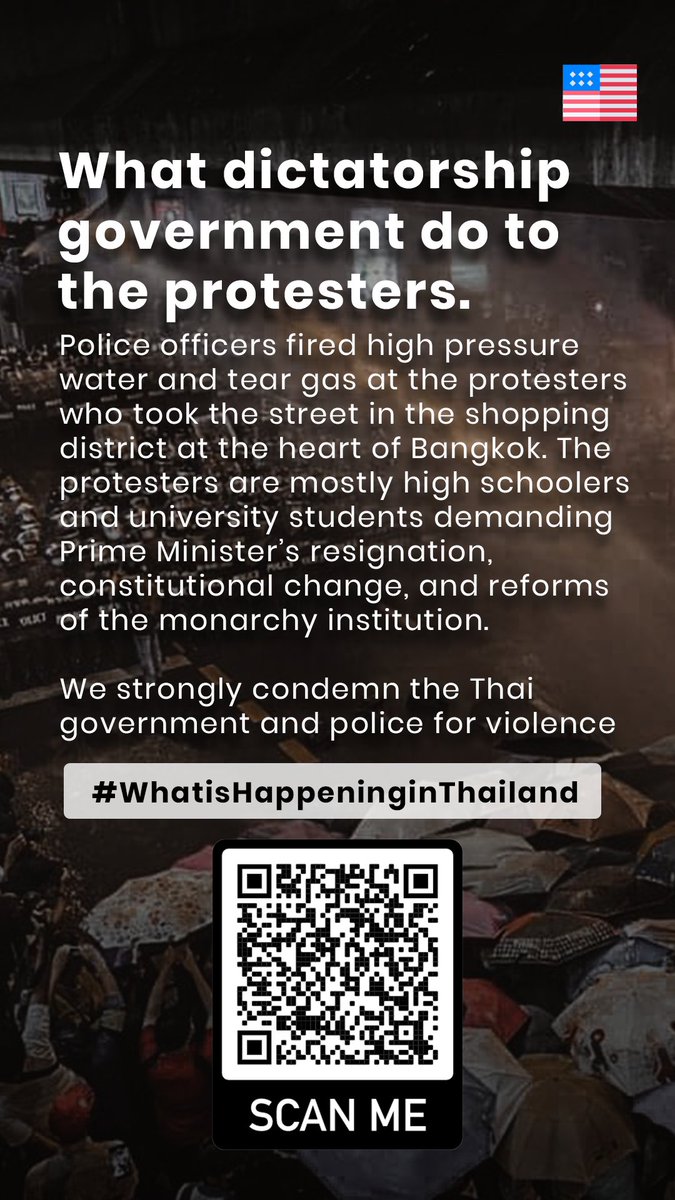 What dictatorship
government do to
the protesters.
Police officers fired high pressure
water and tear gas at the protesters
who took the street in the shopping
district at the heart of Bangkok. The
protesters are mostly high schoolers
and university students demanding
Prime Minister’s resignation,
constitutional change, and reforms
of the monarchy institution.
We strongly condemn the Thai
government and police for violence
#WhatisHappeninginThailand
SCAN ME